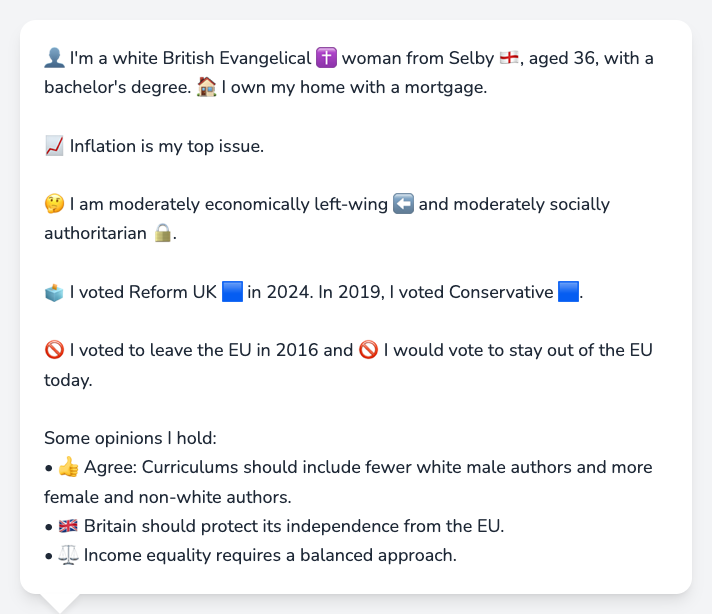 👤 I'm a white British Evangelical ✝️ woman from Selby 🏴󠁧󠁢󠁥󠁮󠁧󠁿, aged 36, with a
bachelor's degree. 🏠 I own my home with a mortgage.
📈 Inflation is my top issue.
🤔 I am moderately economically left-wing ⬅️ and moderately socially
authoritarian 🔒.
🗳️ I voted Reform UK 🟦 in 2024. In 2019, I voted Conservative 🟦.
🚫 I voted to leave the EU in 2016 and 🚫 I would vote to stay out of the EU
today.
Some opinions I hold:
• 👍 Agree: Curriculums should include fewer white male authors and more
female and non-white authors.
• 🇬🇧 Britain should protect its independence from the EU.
• ⚖️ Income equality requires a balanced approach.